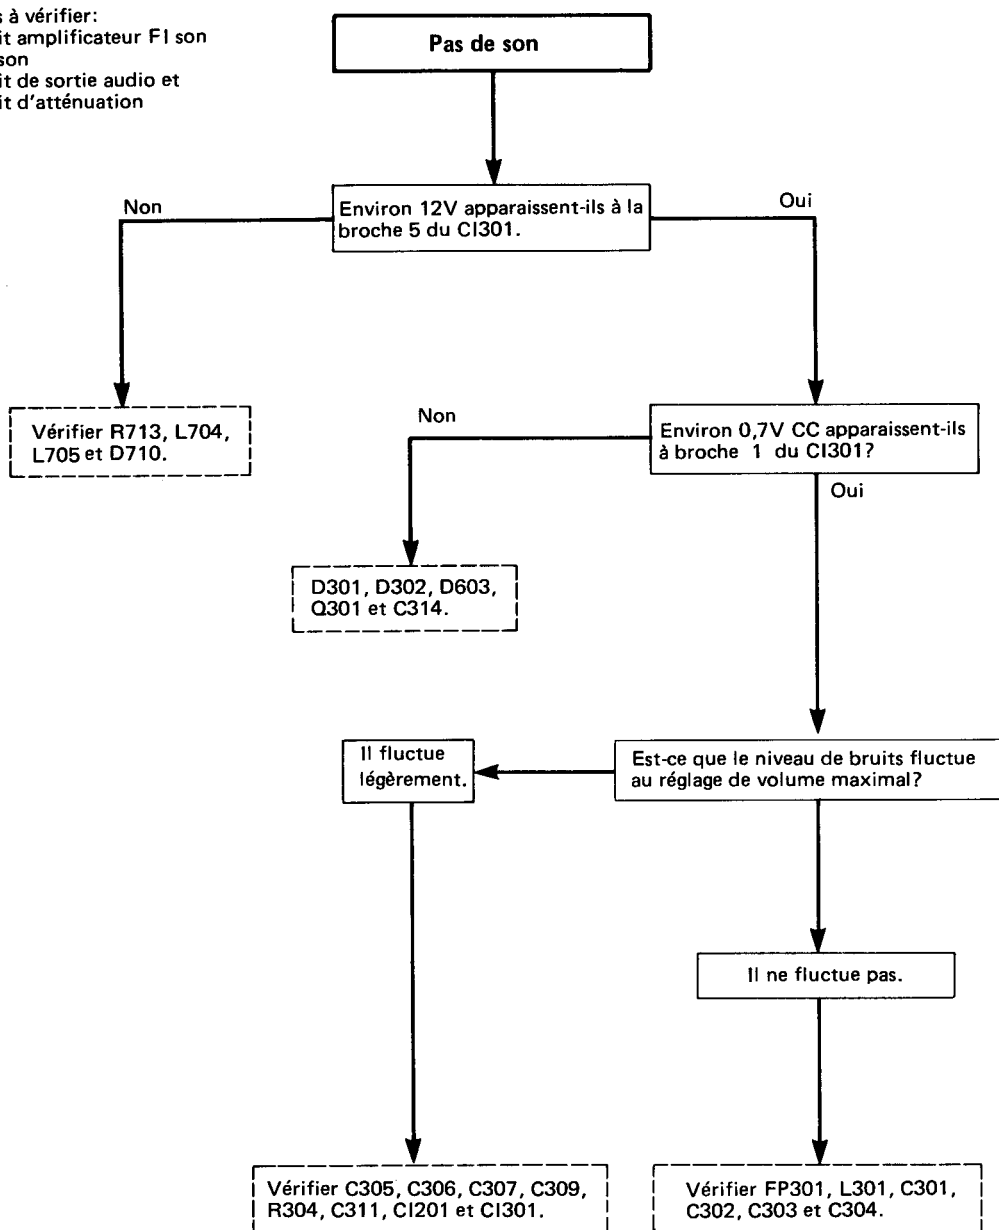 s à vérifier:
it amplificateur FI son
son
it de sortie audio et
it d'atténuation
Pas de son
Non
Environ 12V apparaissent-ils à la
broche 5 du CI301.
Oui
Vérifier R713, L704,
L705 et D710.
Non
Environ 0,7V CC apparaissent-ils
à broche 1 du CI301?
Oui
D301, D302, D603,
Q301 et C314.
Il fluctue
légèrement.
Est-ce que le niveau de bruits fluctue
au réglage de volume maximal?
Il ne fluctue pas.
Vérifier C305, C306, C307, C309,
R304, C311, CI201 et CI301.
Vérifier FP301, L301, C301,
C302, C303 et C304.